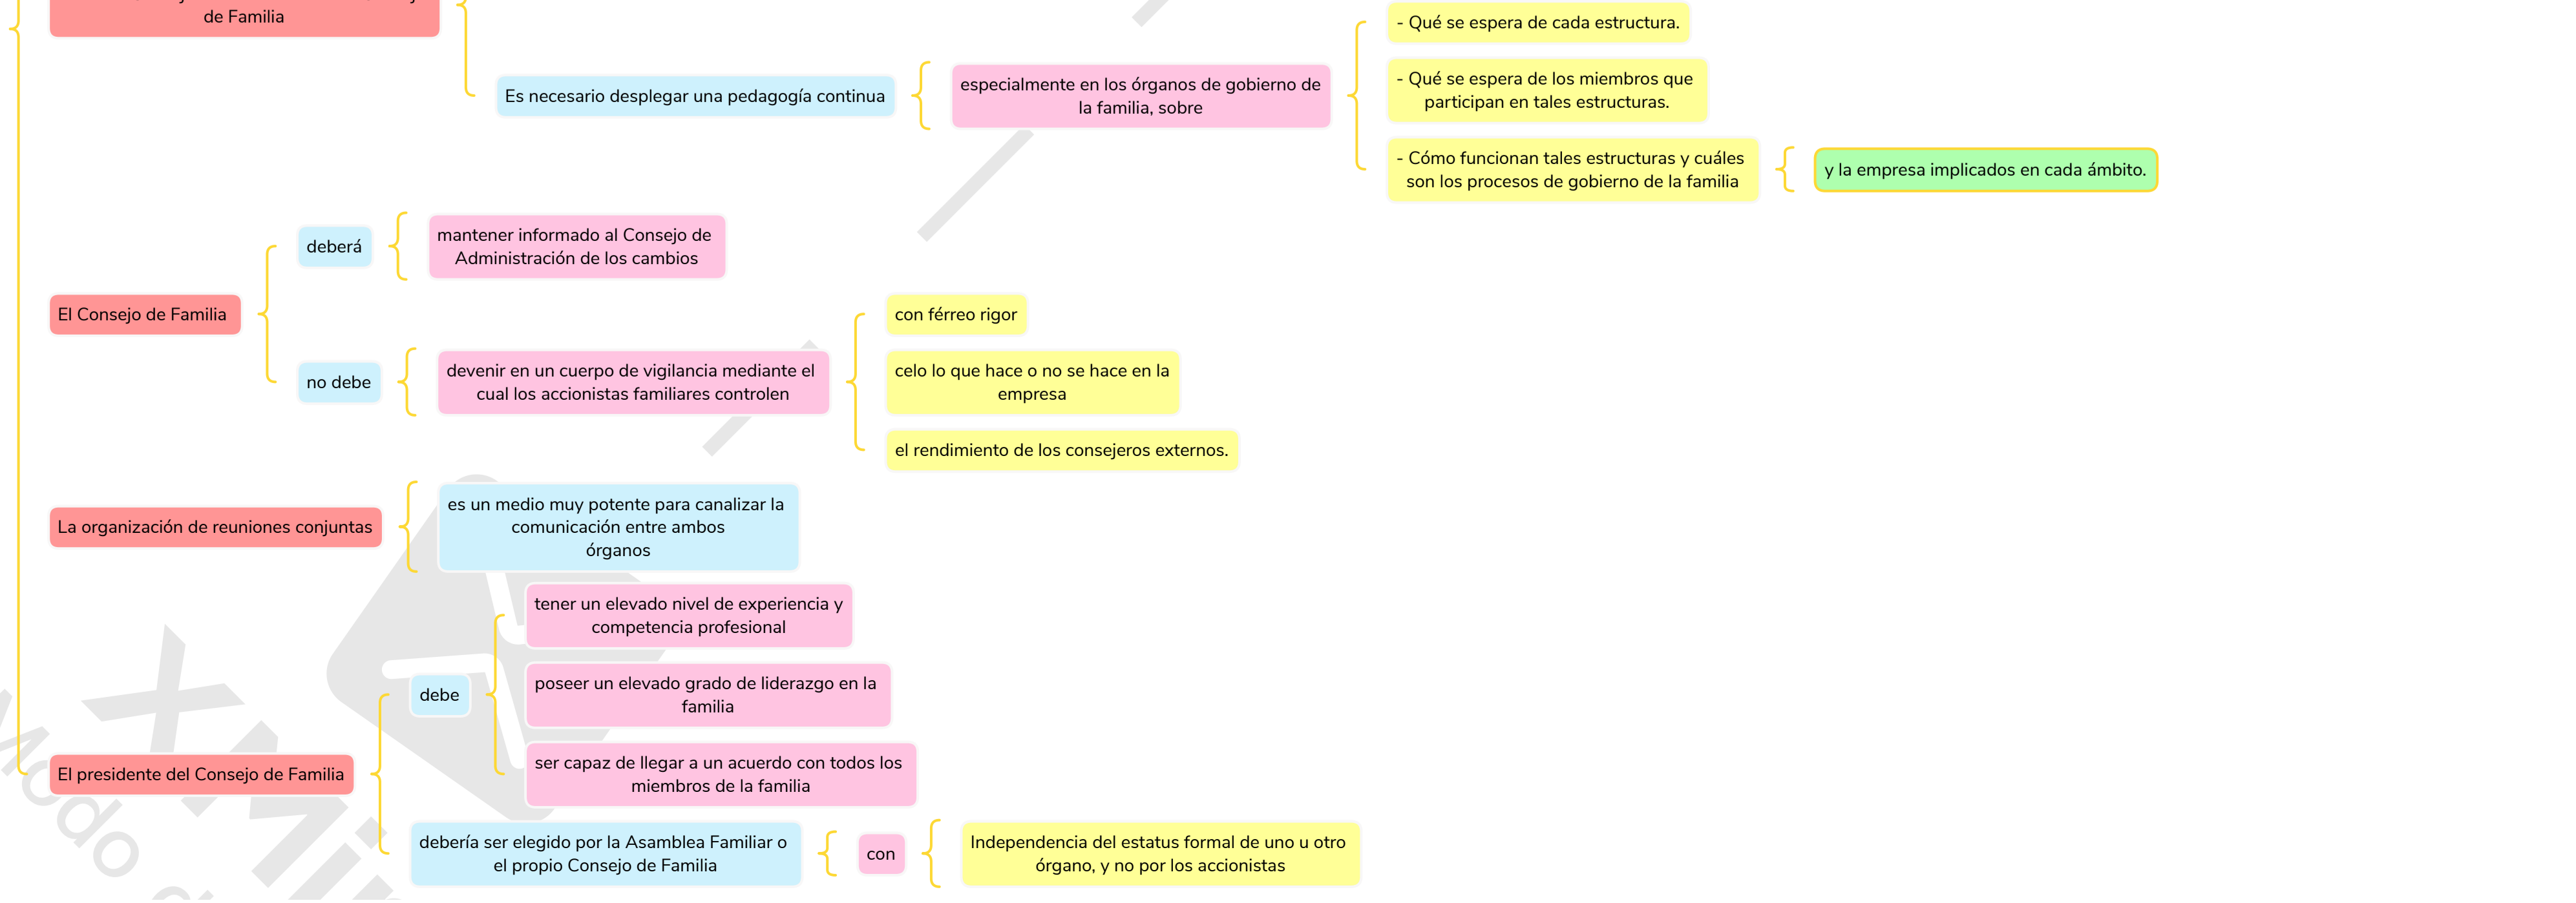 de Familia
- Qué se espera de cada estructura.
Es necesario desplegar una pedagogía continua
especialmente en los órganos de gobierno de
la familia, sobre
- Qué se espera de los miembros que
participan en tales estructuras.
- Cómo funcionan tales estructuras y cuáles
son los procesos de gobierno de la familia
y la empresa implicados en cada ámbito.
El Consejo de Familia
deberá
mantener informado al Consejo de
Administración de los cambios
no debe
devenir en un cuerpo de vigilancia mediante el
cual los accionistas familiares controlen
con férreo rigor
celo lo que hace o no se hace en la
empresa
el rendimiento de los consejeros externos.
La organización de reuniones conjuntas
es un medio muy potente para canalizar la
comunicación entre ambos
órganos
El presidente del Consejo de Familia
debe
tener un elevado nivel de experiencia y
competencia profesional
poseer un elevado grado de liderazgo en la
familia
ser capaz de llegar a un acuerdo con todos los
miembros de la familia
debería ser elegido por la Asamblea Familiar o
el propio Consejo de Familia
con
Independencia del estatus formal de uno u otro
órgano, y no por los accionistas
XMin
Modo